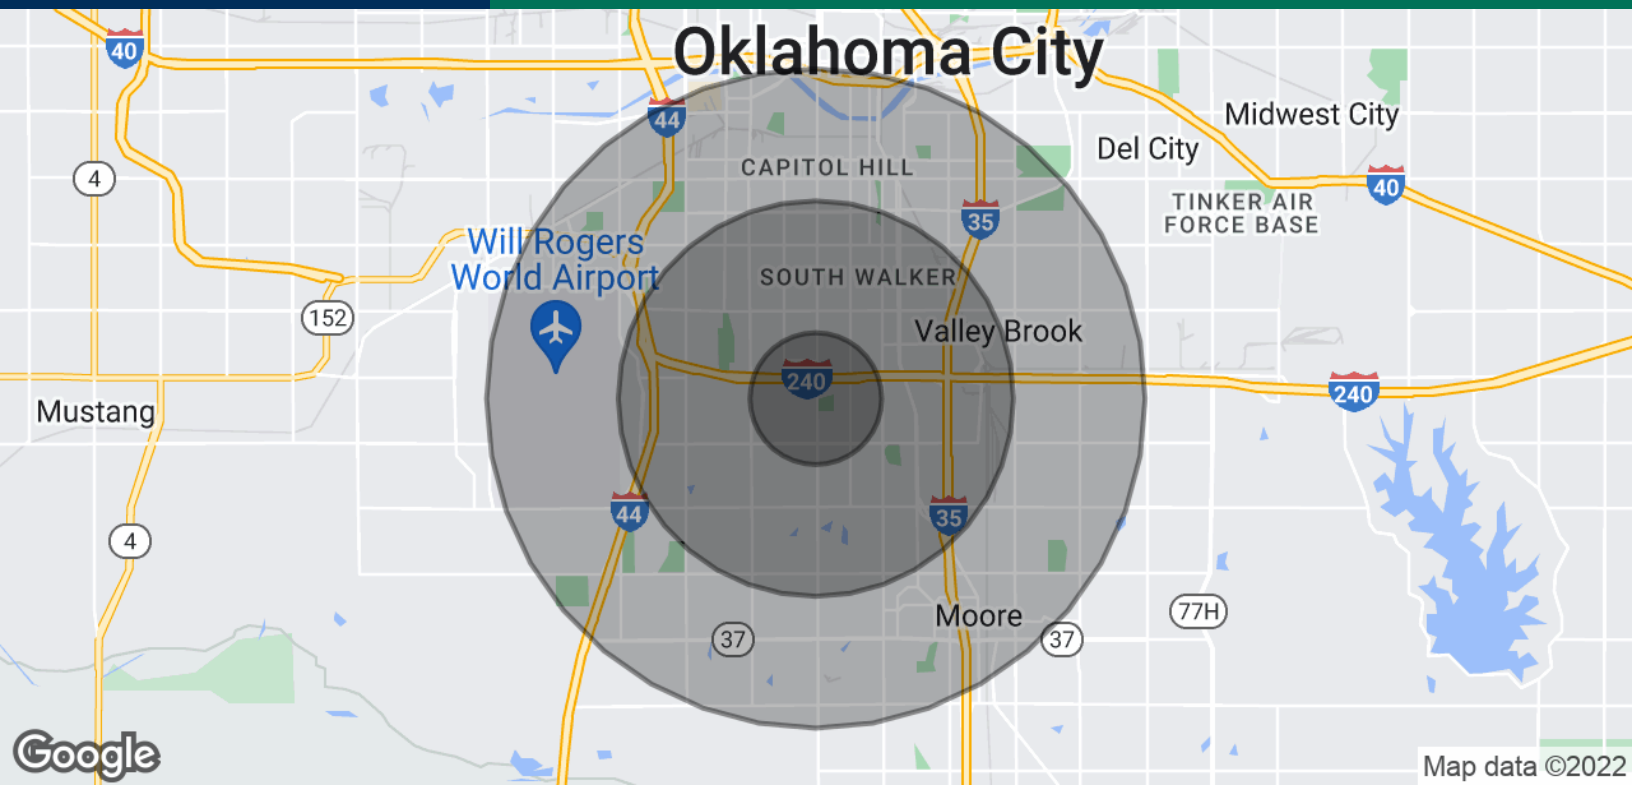 Oklahoma City
40
44
Midwest City
Del City
CAPITOL HILL
4
40
TINKER AIR
FORCE BASE
35
Will Rogers
World Airport
SOUTH WALKER
152
Valley Brook
240
240
Mustang
44
35
4
77H
Moore
37
37
Google
Map data ©2022